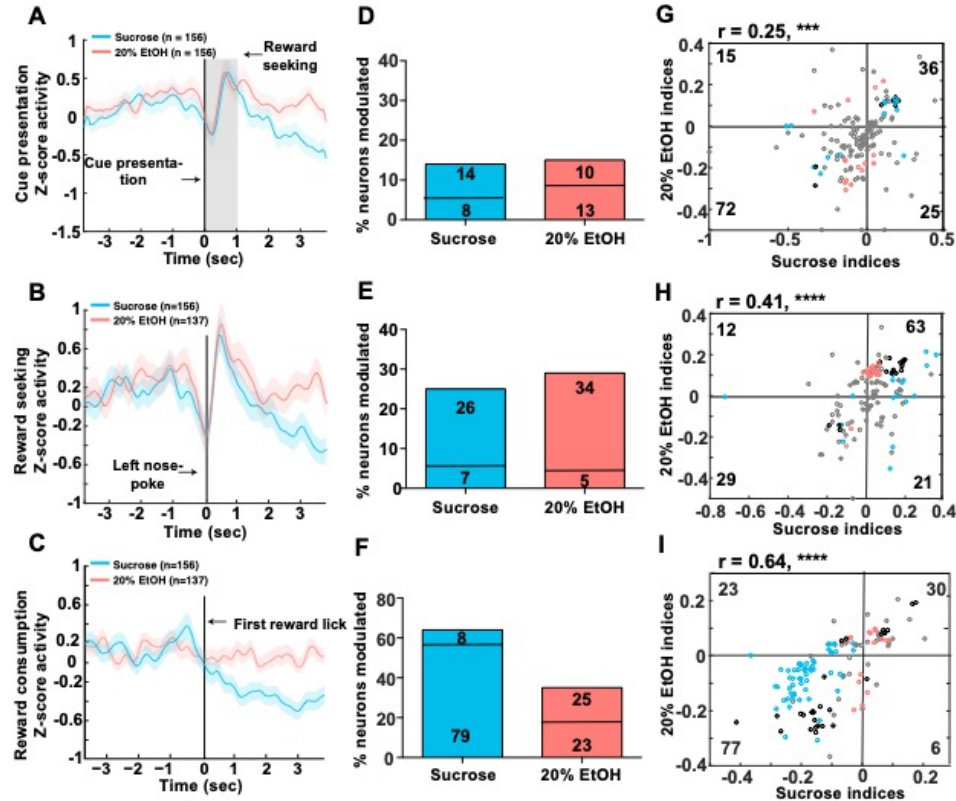 A
Sucrose (n = 156)
20% EtOH (n = 156)
Reward
seeking
Cue presenta-
tion
Cue presentation
Z-score activity
1
0.5
0
-0.5
-1
-1.5
-3 -2 -1 0 1 2 3
Time (sec)
D
% neurons modulated
40
30
20
10
0
14
8
10
13
Sucrose
20% EtOH
G
r = 0.25, ***
15
36
72
25
20% EtOH indices
0.4
0.2
0
-0.2
-0.4
-1 -0.5 0 0.5
Sucrose indices
B
Sucrose (n=156)
20% EtOH (n=137)
Left nose-
poke
Reward seeking
Z-score activity
1
0.6
0.2
-0.2
-0.6
-1
-3 -2 -1 0 1 2 3
Time (sec)
E
% neurons modulated
40
30
20
10
0
26
7
34
5
Sucrose
20% EtOH
H
r = 0.41, ****
12
63
29
21
20% EtOH indices
0.4
0.2
0
-0.2
-0.4
-0.8 -0.6 -0.4 -0.2 0 0.2 0.4
Sucrose indices
C
Sucrose (n=156)
20% EtOH (n=137)
First reward lick
Reward consumption
Z-score activity
1
0.6
0.2
0
-0.2
-0.6
-1
−3 −2 −1 0 1 2 3
Time (sec)
F
% neurons modulated
80
60
40
20
0
8
79
25
23
Sucrose
20% EtOH
I
r = 0.64, ****
23
30
77
6
20% EtOH indices
0.2
0
-0.2
-0.4
-0.4 -0.2 0 0.2
Sucrose indices